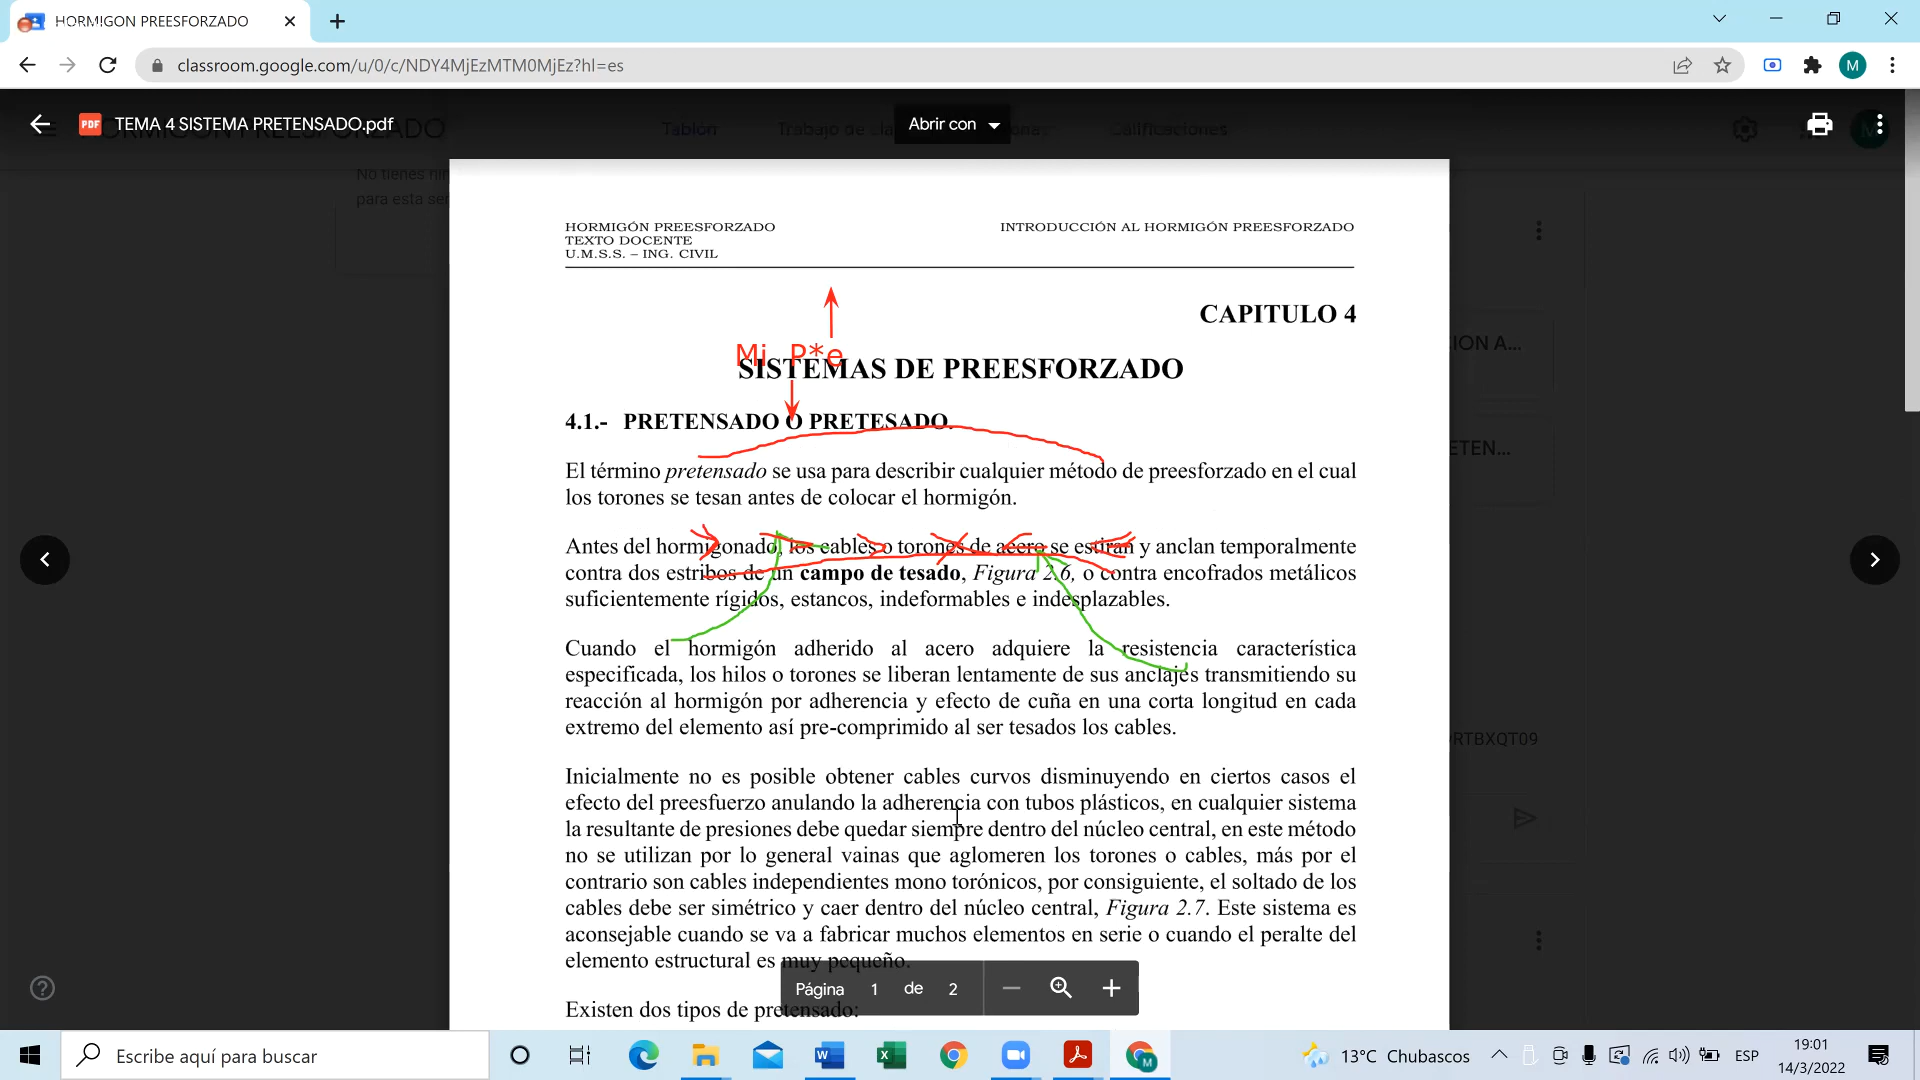 HORMIGON PREESFORZADO
classroom.google.com/u/0/c/NDY4MjEzMTM0MjEz?hl=es
M
PDF TEMA 4 SISTEMA PRETENSADO.pdf
Abrir con
Tablón
Calificaciones
No tienes nin
para esta se
HORMIGÓN PREESFORZADO
TEXTO DOCENTE
U.M.S.S. – ING. CIVIL
INTRODUCCIÓN AL HORMIGÓN PREESFORZADO
CAPITULO 4
Mi P*e
SISTEMAS DE PREESFORZADO
4.1.- PRETENSADO O PRETESADO.
El término pretensado se usa para describir cualquier método de preesforzado en el cual
los torones se tesan antes de colocar el hormigón.
Antes del hormigonado, los cables o torones de acero se estiran y anclan temporalmente
contra dos estribos de un campo de tesado, Figura 2.6, o contra encofrados metálicos
suficientemente rígidos, estancos, indeformables e indesplazables.
Cuando el hormigón adherido al acero adquiere la resistencia característica
especificada, los hilos o torones se liberan lentamente de sus anclajes transmitiendo su
reacción al hormigón por adherencia y efecto de cuña en una corta longitud en cada
extremo del elemento así pre-comprimido al ser tesados los cables.
Inicialmente no es posible obtener cables curvos disminuyendo en ciertos casos el
efecto del preesfuerzo anulando la adherencia con tubos plásticos, en cualquier sistema
la resultante de presiones debe quedar siempre dentro del núcleo central, en este método
no se utilizan por lo general vainas que aglomeren los torones o cables, más por el
contrario son cables independientes mono torónicos, por consiguiente, el soltado de los
cables debe ser simétrico y caer dentro del núcleo central, Figura 2.7. Este sistema es
aconsejable cuando se va a fabricar muchos elementos en serie o cuando el peralte del
elemento estructural es muy pequeño.
Existen dos tipos de pretensado:
ION A...
ETEN...
RTBXQT09
Página 1 de 2
Escribe aquí para buscar
13°C Chubascos
ESP
19:01
14/3/2022